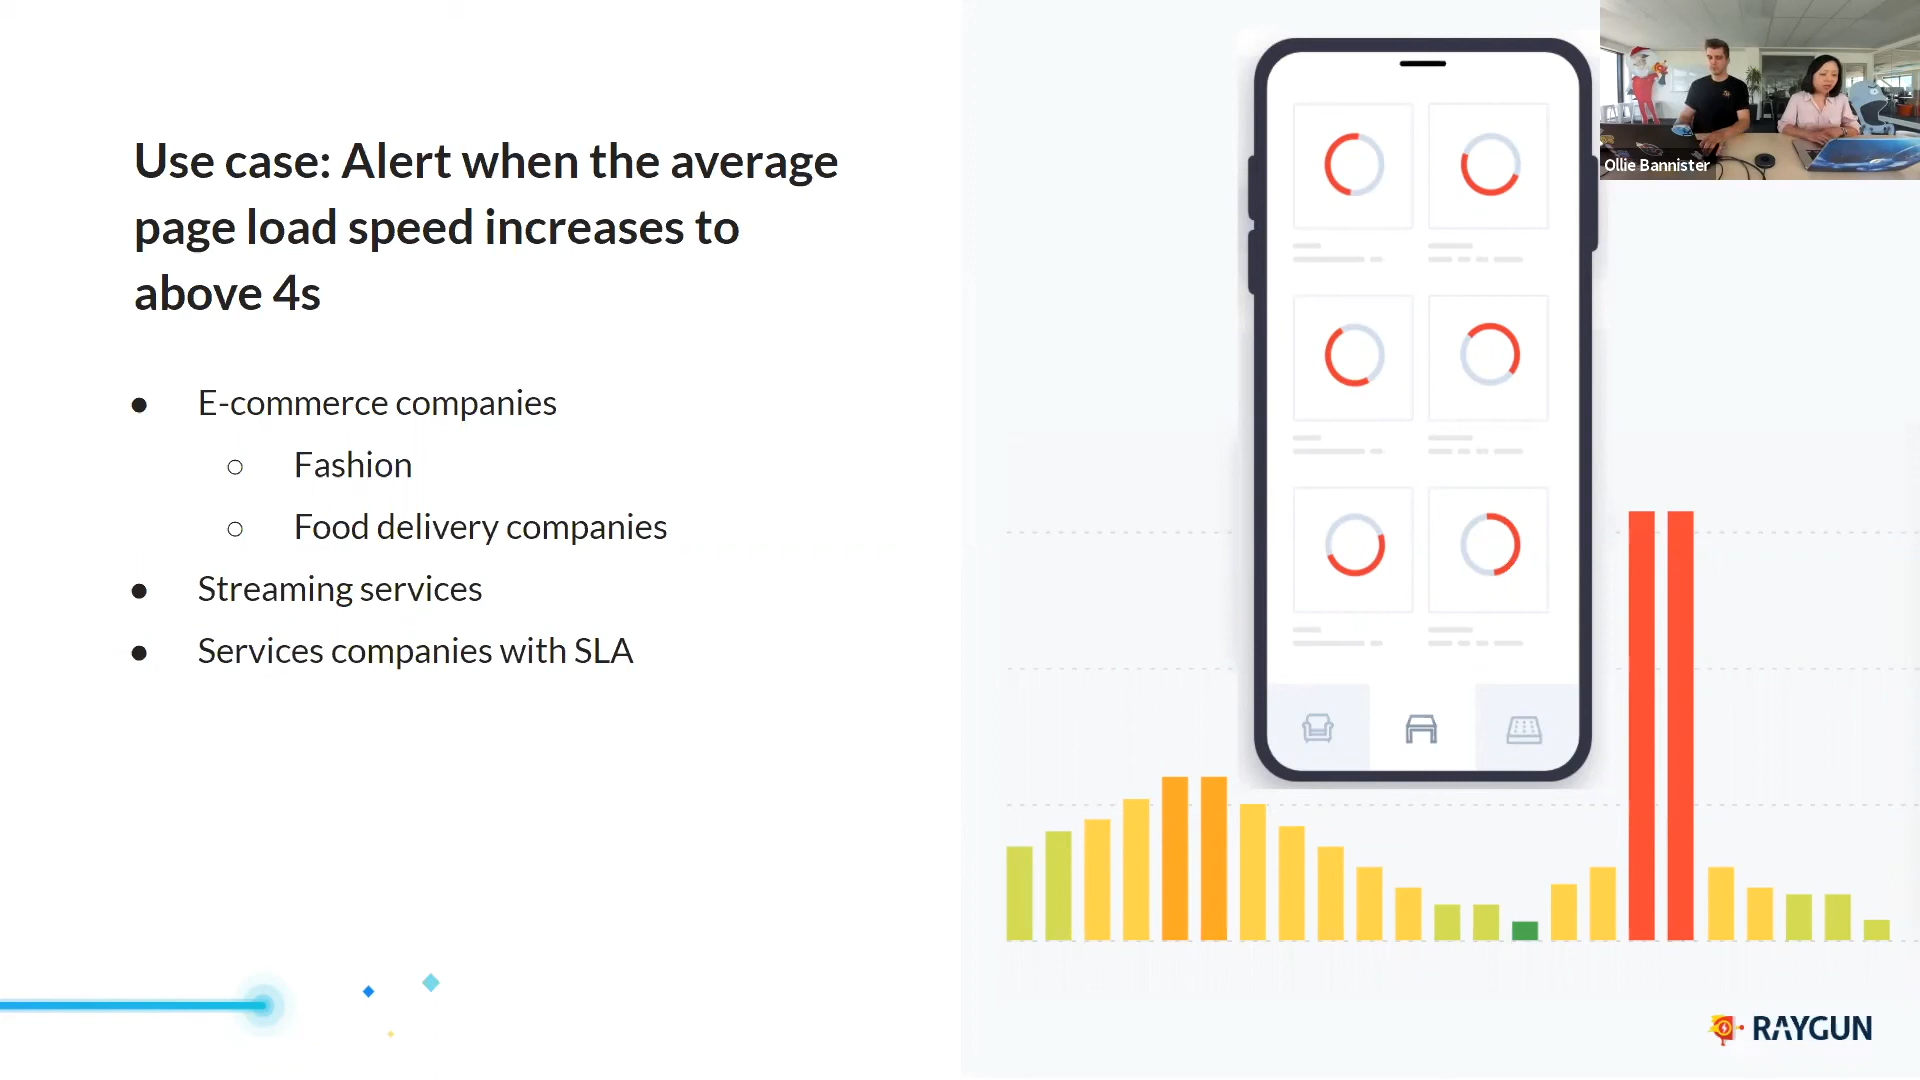 Use case: Alert when the average
page load speed increases to
above 4s
● E-commerce companies
○ Fashion
○ Food delivery companies
● Streaming services
● Services companies with SLA
Ollie Bannister
RAYGUN